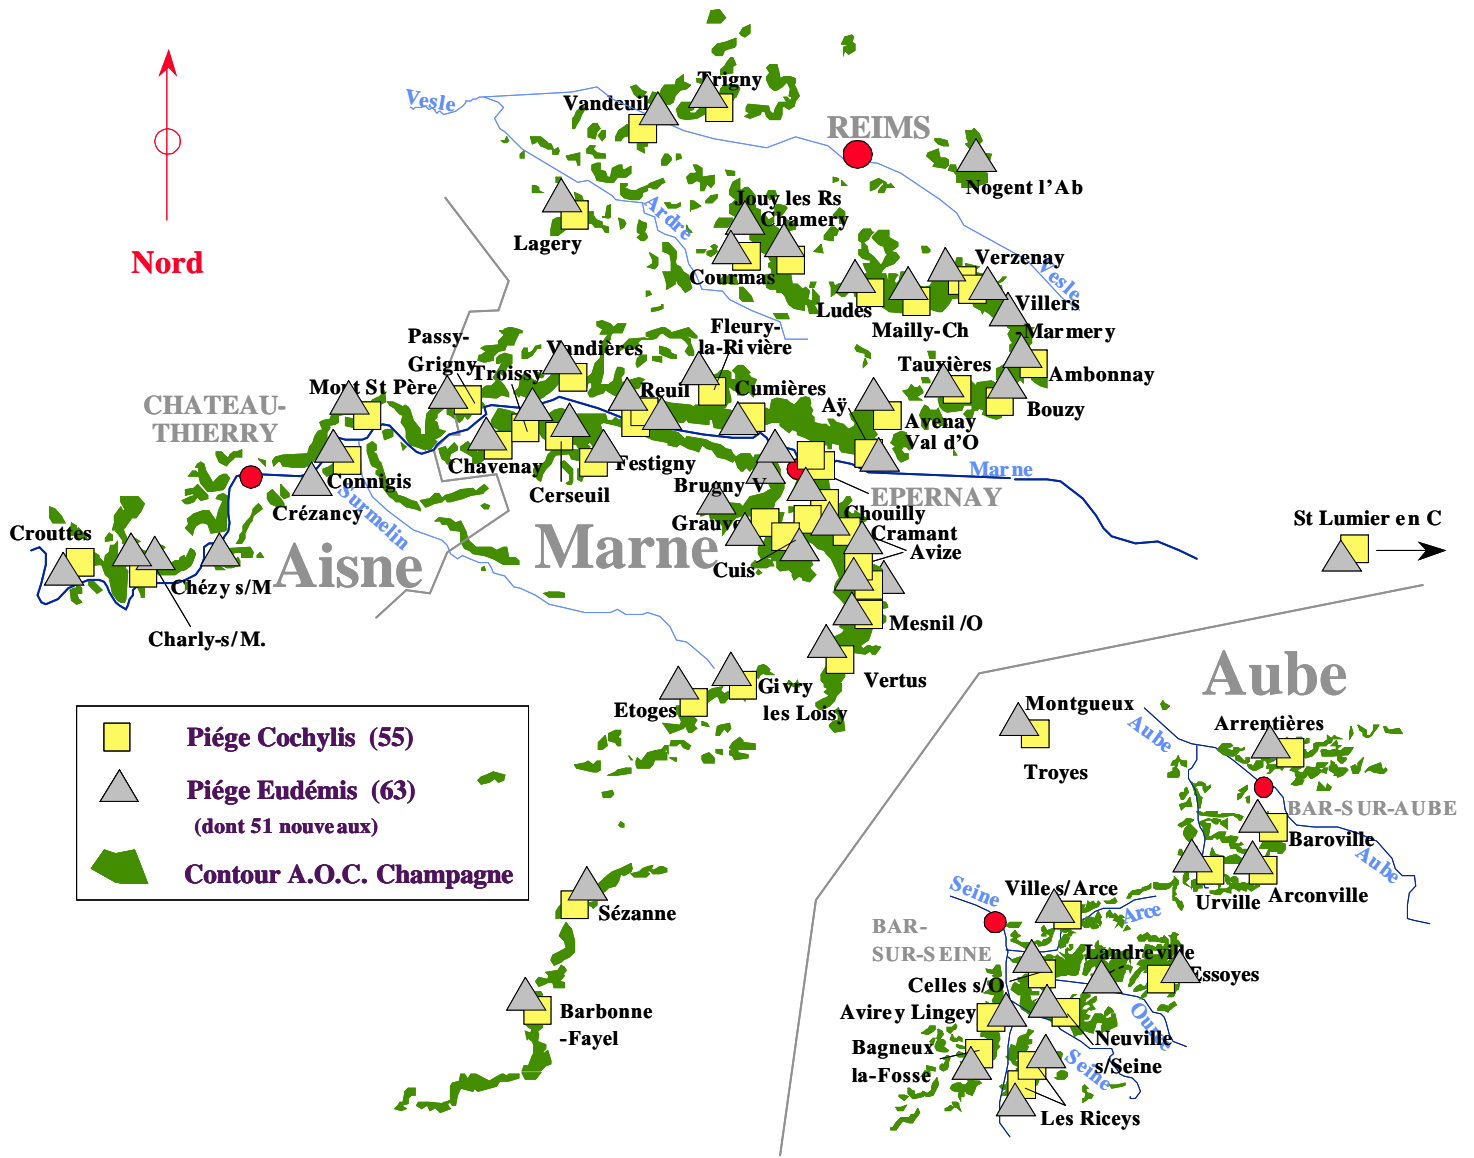 Trigny
Vandeuil
Vesle
REIMS
Nogent l'Ab
Jouy les Rs
Chamery
Ardre
Lagery
Courmas
Nord
Verzenay
Vesle
Ludes
Villers
-Marmery
Mailly-Ch
Fleury-
la-Rivière
Passy-
Grigny
Vandières
Troissy
Tauxières
Ambonnay
Mont St Père
Reuil
Cumières
Aÿ
Bouzy
CHATEAU-
THIERRY
Avenay
Val d'O
Chavenay
Festigny
Marne
Connigis
Cerseuil
Brugny V
EPERNAY
Crézancy
Surmelin
Grauve
Chouilly
Cramant
Avize
St Lumier en C
Crouttes
Aisne
Marne
Cuis
Chézy s/M
Charly-s/M.
Mesnil /O
Vertus
Givry
les Loisy
Etoges
Aube
Montgueux
Aube
Arrentières
Troyes
Piége Cochylis (55)
Piége Eudémis (63)
(dont 51 nouveaux)
Contour A.O.C. Champagne
BAR-SUR-AUBE
Baroville
Aube
Seine
Ville s/Arce
Urville
Arconville
Arce
Sézanne
BAR-
SUR-SEINE
Landreville
Essoyes
Celles s/O
Avirey Lingey
Ource
Barbonne
-Fayel
Bagneux
la-Fosse
Neuville
s/Seine
Seine
Les Riceys